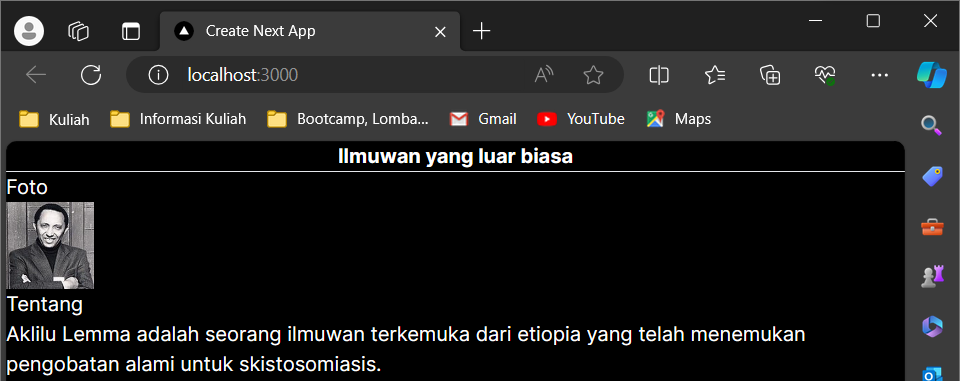 Create Next App
localhost:3000
Kuliah Informasi Kuliah Bootcamp, Lomba... Gmail YouTube Maps
Ilmuwan yang luar biasa
Foto
Tentang
Aklilu Lemma adalah seorang ilmuwan terkemuka dari etiopia yang telah menemukan
pengobatan alami untuk skistosomiasis.